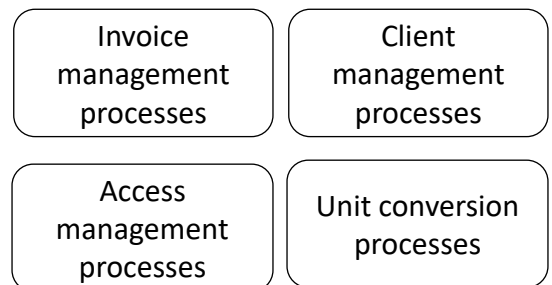 Invoice
management
processes
Client
management
processes
Access
management
processes
Unit conversion
processes